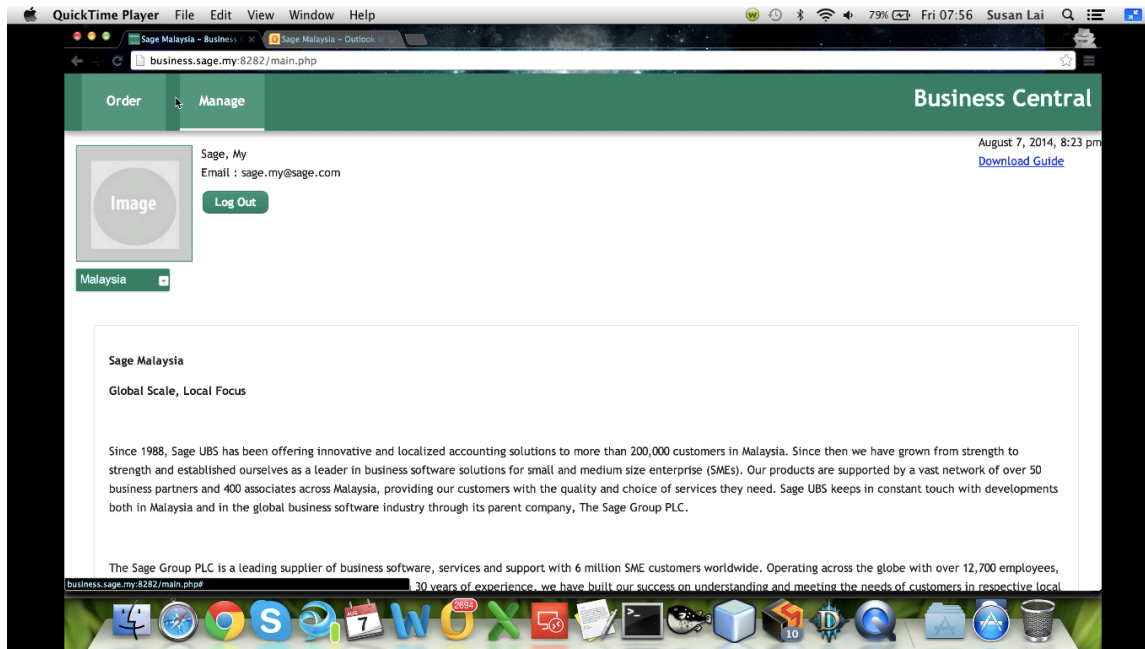 QuickTime Player File Edit View Window Help 79% Fri 07:56 Susan Lai
Sage Malaysia - Business Sage Malaysia - Outlook
business.sage.my:8282/main.php
Order Manage Business Central
August 7, 2014, 8:23 pm
Sage, My
Download Guide
Email : sage.my@sage.com
Image
Log Out
Malaysia
Sage Malaysia
Global Scale, Local Focus
Since 1988, Sage UBS has been offering innovative and localized accounting solutions to more than 200,000 customers in Malaysia. Since then we have grown from strength to
strength and established ourselves as a leader in business software solutions for small and medium size enterprise (SMEs). Our products are supported by a vast network of over 50
business partners and 400 associates across Malaysia, providing our customers with the quality and choice of services they need. Sage UBS keeps in constant touch with developments
both in Malaysia and in the global business software industry through its parent company, The Sage Group PLC.
The Sage Group PLC is a leading supplier of business software, services and support with 6 million SME customers worldwide. Operating across the globe with over 12,700 employees,
business.sage.my:8282/main.php#
30 years of experience, we have built our success on understanding and meeting the needs of customers in respective local
2694
AUG
7
10